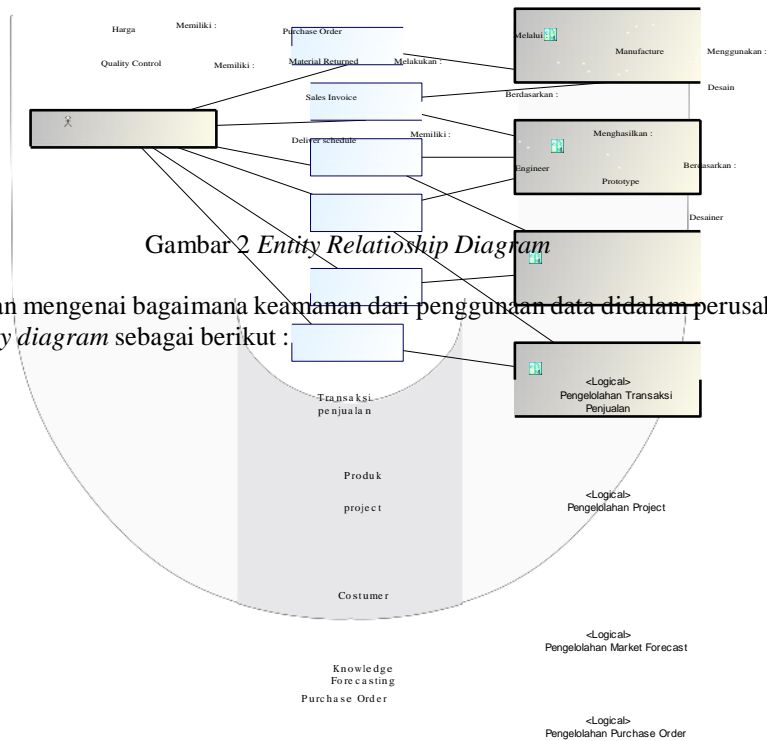 Harga
Memiliki :
Purchase Order
Melalui
Manufacture
Menggunakan :
Quality Control
Memiliki :
Material Returned
Melakukan :
Sales Invoice
Berdasarkan :
Desain
Deliver schedule
Memiliki :
Menghasilkan :
Engineer
Prototype
Berdasarkan :
Desainer
Gambar 2 Entity Relatioship Diagram
an mengenai bagaimana keamanan dari penggunaan data didalam perusal
y diagram sebagai berikut :
Transaksi
penjualan
<Logical>
Pengelolahan Transaksi
Penjualan
Produk
project
<Logical>
Pengelolahan Project
Costumer
<Logical>
Pengelolahan Market Forecast
Knowledge
Forecasting
Purchase Order
<Logical>
Pengelolahan Purchase Order